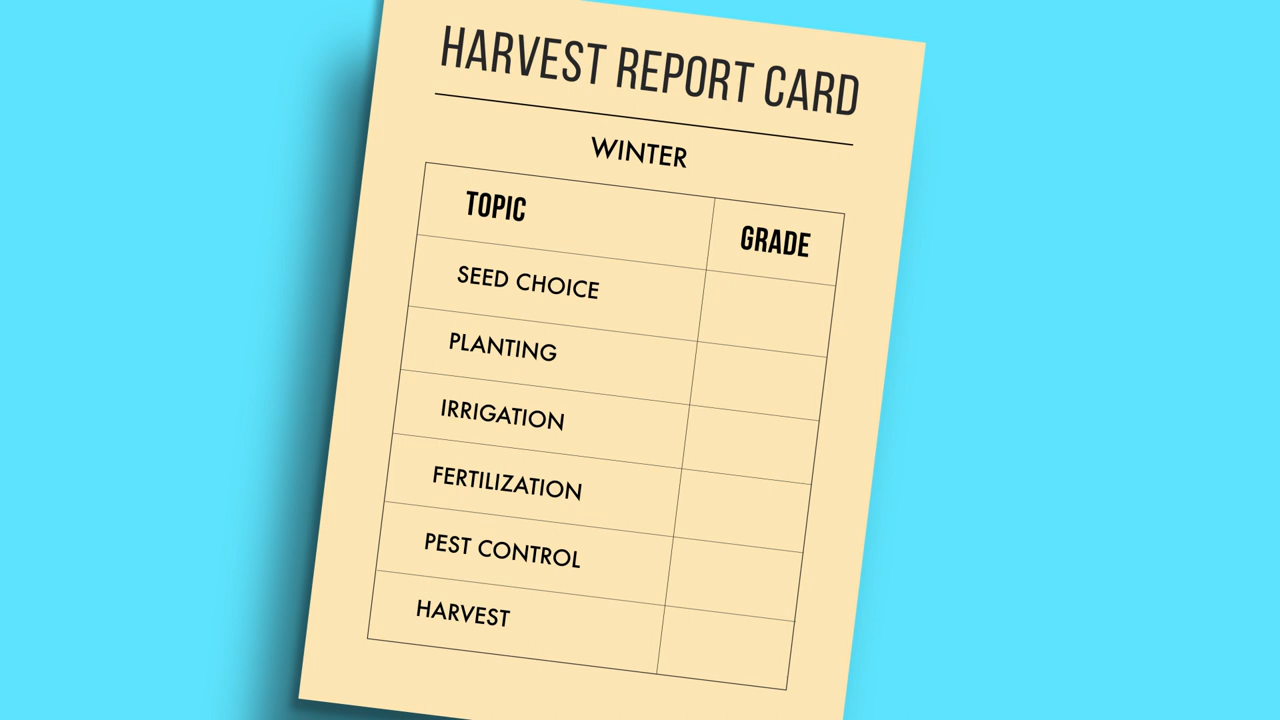 HARVEST REPORT CARD
WINTER
TOPIC GRADE
SEED CHOICE
PLANTING
IRRIGATION
FERTILIZATION
PEST CONTROL
HARVEST